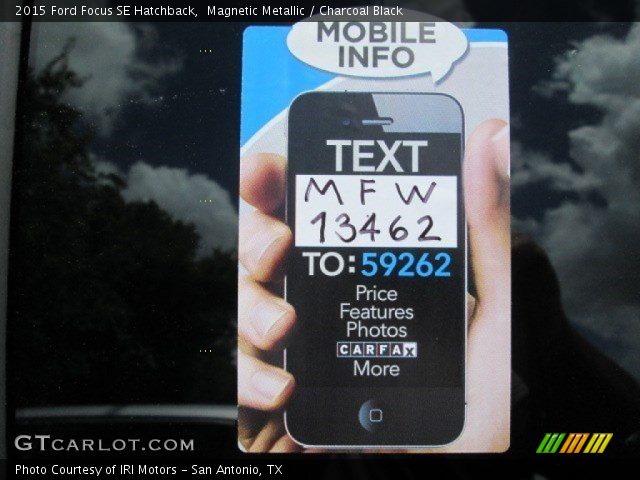 2015 Ford Focus SE Hatchback,  Magnetic Metallic / Charcoal Black
MOBILE
INFO
TEXT
M F W
13462
TO: 59262
Price
Features
Photos
CARFAX
More
GTCARLOT.COM
Photo Courtesy of IRI Motors - San Antonio, TX